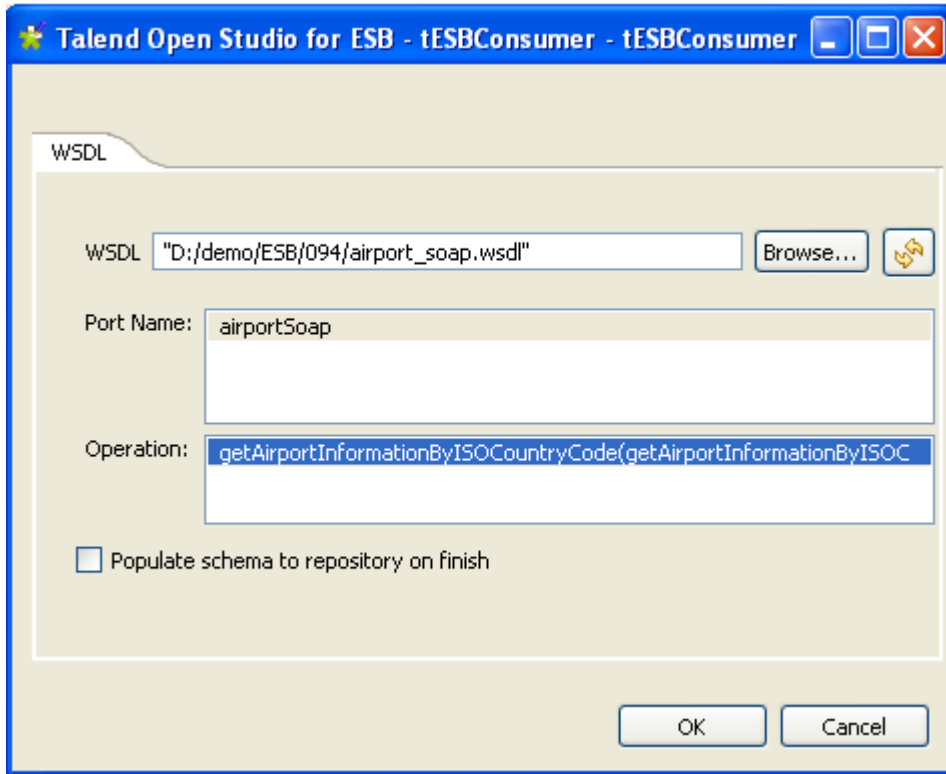 Talend Open Studio for ESB - tESBConsumer - tESBConsumer
WSDL
WSDL "D:/demo/ESB/094/airport_soap.wsdl" Browse...
Port Name: airportSoap
Operation: getAirportInformationByISOCountryCode(getAirportInformationByISOC
Populate schema to repository on finish
OK Cancel